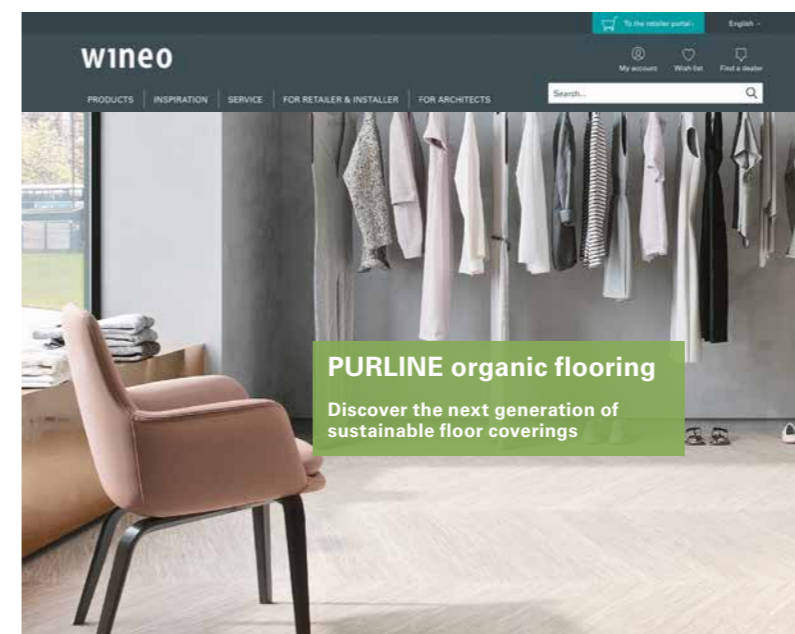 To the retailer portal
English
wineo
My account
Wish list
Find a dealer
PRODUCTS
INSPIRATION
SERVICE
FOR RETAILER & INSTALLER
FOR ARCHITECTS
Search...
PURLINE organic flooring
Discover the next generation of
sustainable floor coverings